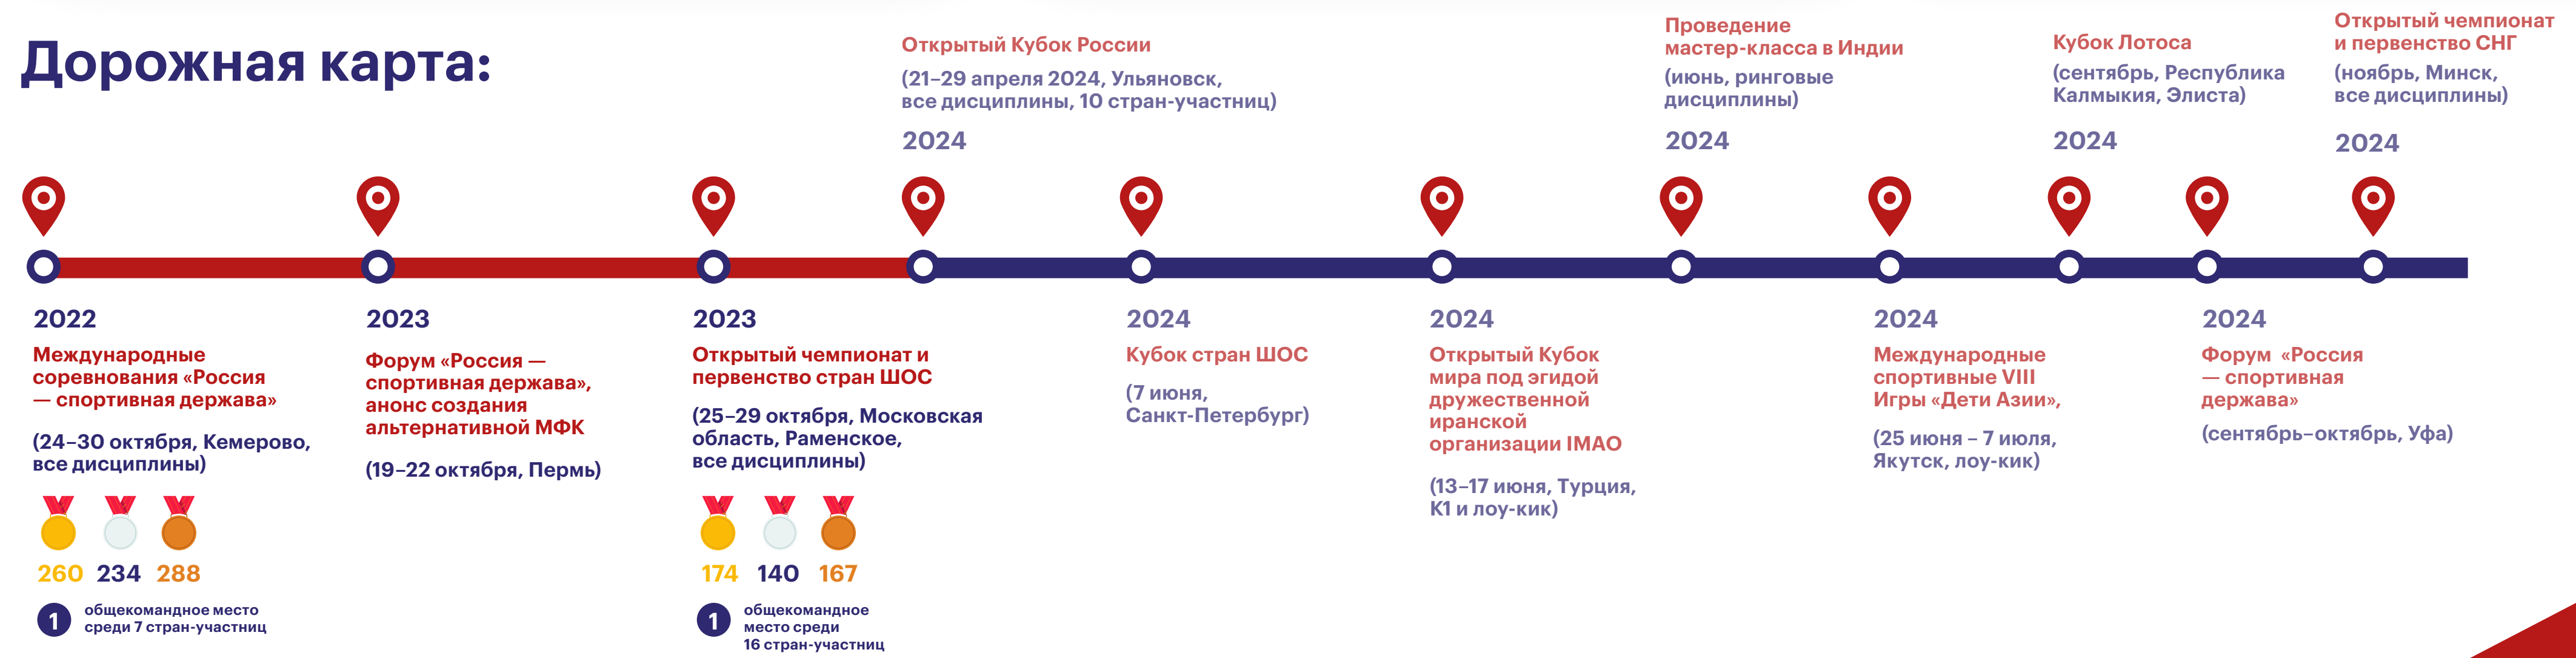 Дорожная карта:
2022
Международные
соревнования «Россия
— спортивная держава»
(24–30 октября, Кемерово,
все дисциплины)
260 234 288
1
общекомандное место
среди 7 стран-участниц
2023
Форум «Россия —
спортивная держава»,
анонс создания
альтернативной МФК
(19–22 октября, Пермь)
2023
Открытый чемпионат и
первенство стран ШОС
(25–29 октября, Московская
область, Раменское,
все дисциплины)
174 140 167
1
общекомандное
место среди
16 стран-участниц
Открытый Кубок России
(21–29 апреля 2024, Ульяновск,
все дисциплины, 10 стран-участниц)
2024
2024
Кубок стран ШОС
(7 июня,
Санкт-Петербург)
2024
Открытый Кубок
мира под эгидой
дружественной
иранской
организации IMAO
(13–17 июня, Турция,
К1 и лоу-кик)
Проведение
мастер-класса в Индии
(июнь, ринговые
дисциплины)
2024
2024
Международные
спортивные VIII
Игры «Дети Азии»,
(25 июня – 7 июля,
Якутск, лоу-кик)
Кубок Лотоса
(сентябрь, Республика
Калмыкия, Элиста)
2024
2024
Форум «Россия
— спортивная
держава»
(сентябрь–октябрь, Уфа)
Открытый чемпионат
и первенство СНГ
(ноябрь, Минск,
все дисциплины)
2024